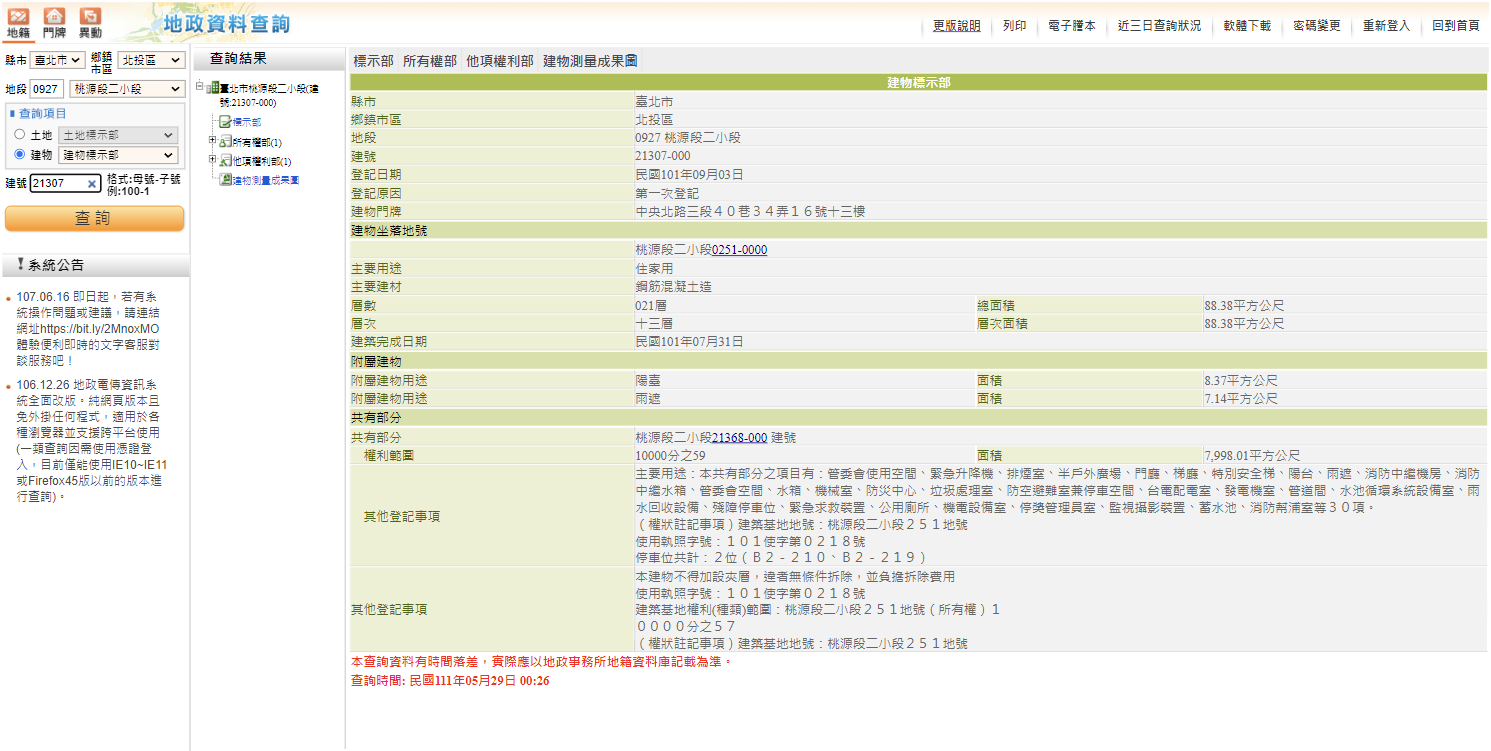 地籍 門牌 異動 地政資料查詢
更版說明 列印 電子謄本 近三日查詢狀況 軟體下載 密碼變更 重新登入 回到首頁
縣市 臺北市 鄉鎮市區 北投區
地段 0927 桃源段二小段
查詢項目
土地 土地標示部
建物 建物標示部
建號 21307 格式:母號-子號
例:100-1
查詢
系統公告
107.06.16 即日起，若有系
統操作問題或建議，請連結
網址https://bit.ly/2MnoxMO
體驗便利即時的文字客服對
談服務吧！
106.12.26 地政電傳資訊系
統全面改版。純網頁版本且
免外掛任何程式，適用於各
種瀏覽器並支援跨平台使用
(一類查詢因需使用憑證登
入，目前僅能使用IE10~IE11
或Firefox45版以前的版本進
行查詢)。
查詢結果
臺北市桃源段二小段(建
號:21307-000)
標示部
所有權部(1)
他項權利部(1)
建物測量成果圖
標示部 所有權部 他項權利部 建物測量成果圖
建物標示部
縣市 臺北市
鄉鎮市區 北投區
地段 0927 桃源段二小段
建號 21307-000
登記日期 民國101年09月03日
登記原因 第一次登記
建物門牌 中央北路三段４０巷３４弄１６號十三樓
建物坐落地號
桃源段二小段0251-0000
主要用途 住家用
主要建材 鋼筋混凝土造
層數 021層 總面積 88.38平方公尺
層次 十三層 層次面積 88.38平方公尺
建築完成日期 民國101年07月31日
附屬建物
附屬建物用途 陽臺 面積 8.37平方公尺
附屬建物用途 雨遮 面積 7.14平方公尺
共有部分
共有部分 桃源段二小段21368-000 建號
權利範圍 10000分之59 面積 7,998.01平方公尺
其他登記事項
主要用途：本共有部分之項目有：管委會使用空間、緊急升降機、排煙室、半戶外廣場、門廳、梯廳、特別安全梯、陽台、雨遮、消防中繼機房、消防
中繼水箱、管委會空間、水箱、機械室、防災中心、垃圾處理室、防空避難室兼停車空間、台電配電室、發電機室、管道間、水池循環系統設備室、雨
水回收設備、殘障停車位、緊急求救裝置、公用廁所、機電設備室、停獎管理員室、監視攝影裝置、蓄水池、消防幫浦室等３０項。
（權狀註記事項）建築基地地號：桃源段二小段２５１地號
使用執照字號：１０１使字第０２１８號
停車位共計：２位（Ｂ２－２１０、Ｂ２－２１９）
其他登記事項
本建物不得加設夾層，違者無條件拆除，並負擔拆除費用
使用執照字號：１０１使字第０２１８號
建築基地權利(種類)範圍：桃源段二小段２５１地號（所有權）１
００００分之５７
（權狀註記事項）建築基地地號：桃源段二小段２５１地號
本查詢資料有時間落差，實際應以地政事務所地籍資料庫記載為準。
查詢時間: 民國111年05月29日 00:26